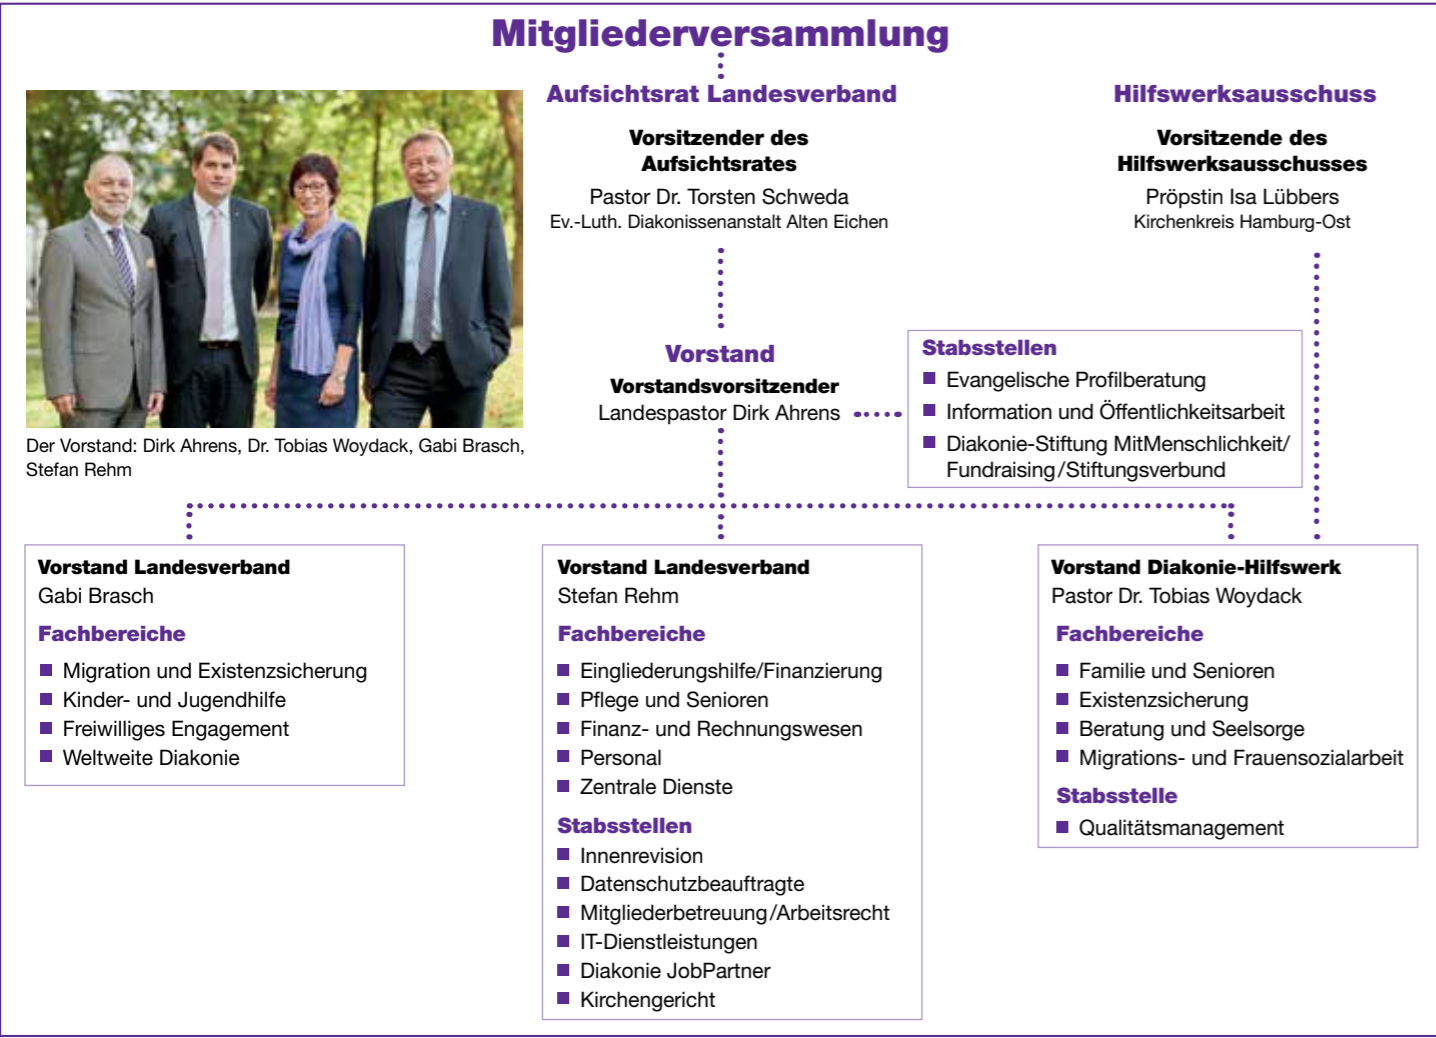 Mitgliederversammlung
Aufsichtsrat Landesverband
Vorsitzender des
Aufsichtsrates
Pastor Dr. Torsten Schweda
Ev.-Luth. Diakonissenanstalt Alten Eichen
Hilfswerksausschuss
Vorsitzende des
Hilfswerksausschusses
Pröpstin Isa Lübbers
Kirchenkreis Hamburg-Ost
Der Vorstand: Dirk Ahrens, Dr. Tobias Woydack, Gabi Brasch,
Stefan Rehm
Vorstand
Vorstandsvorsitzender
Landespastor Dirk Ahrens
Stabsstellen
Evangelische Profilberatung
Information und Öffentlichkeitsarbeit
Diakonie-Stiftung MitMenschlichkeit/
Fundraising/Stiftungsverbund
Vorstand Landesverband
Gabi Brasch
Fachbereiche
Migration und Existenzsicherung
Kinder- und Jugendhilfe
Freiwilliges Engagement
Weltweite Diakonie
Vorstand Landesverband
Stefan Rehm
Fachbereiche
Eingliederungshilfe/Finanzierung
Pflege und Senioren
Finanz- und Rechnungswesen
Personal
Zentrale Dienste
Stabsstellen
Innenrevision
Datenschutzbeauftragte
Mitgliederbetreuung/Arbeitsrecht
IT-Dienstleistungen
Diakonie JobPartner
Kirchengericht
Vorstand Diakonie-Hilfswerk
Pastor Dr. Tobias Woydack
Fachbereiche
Familie und Senioren
Existenzsicherung
Beratung und Seelsorge
Migrations- und Frauensozialarbeit
Stabsstelle
Qualitätsmanagement